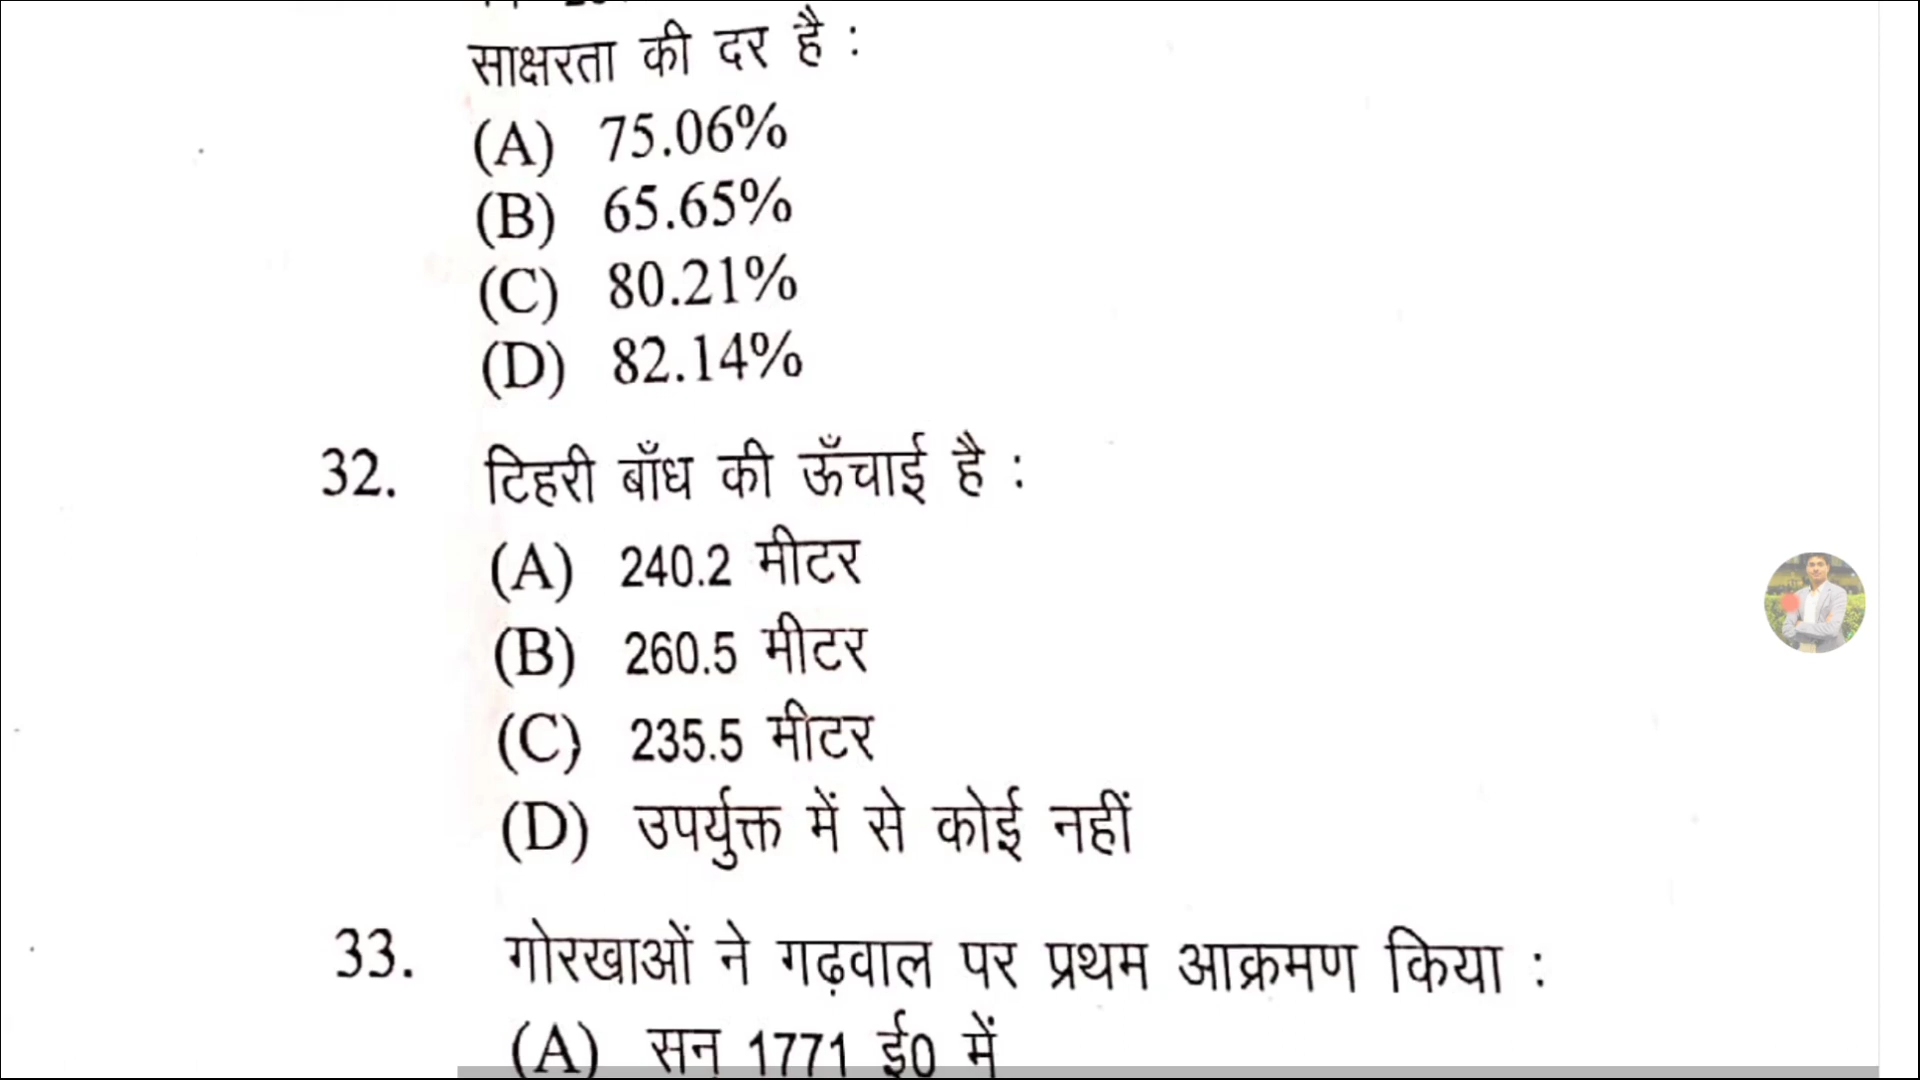 साक्षरता की दर है :
(A) 75.06%
(B) 65.65%
(C) 80.21%
(D) 82.14%
32. टिहरी बाँध की ऊँचाई है :
(A) 240.2 मीटर
(B) 260.5 मीटर
(C) 235.5 मीटर
(D) उपर्युक्त में से कोई नहीं
33. गोरखाओं ने गढ़वाल पर प्रथम आक्रमण किया :
(A) सन् 1771 ई0 में